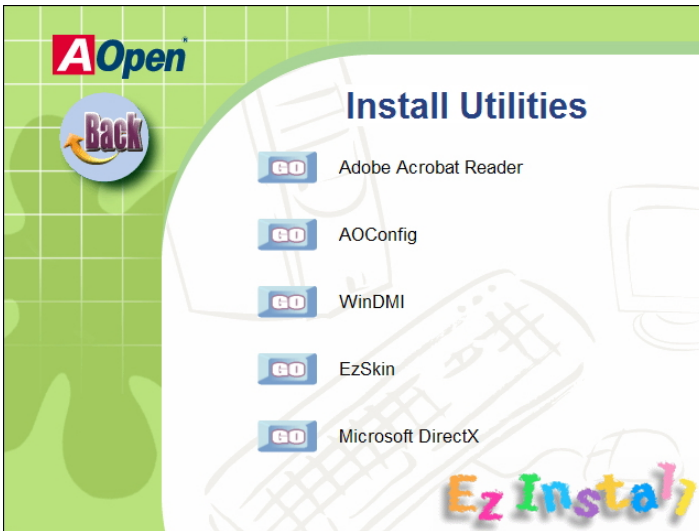 AOpen
Back
Install Utilities
GO Adobe Acrobat Reader
GO AOConfig
GO WinDMI
GO EzSkin
GO Microsoft DirectX
Ez Install